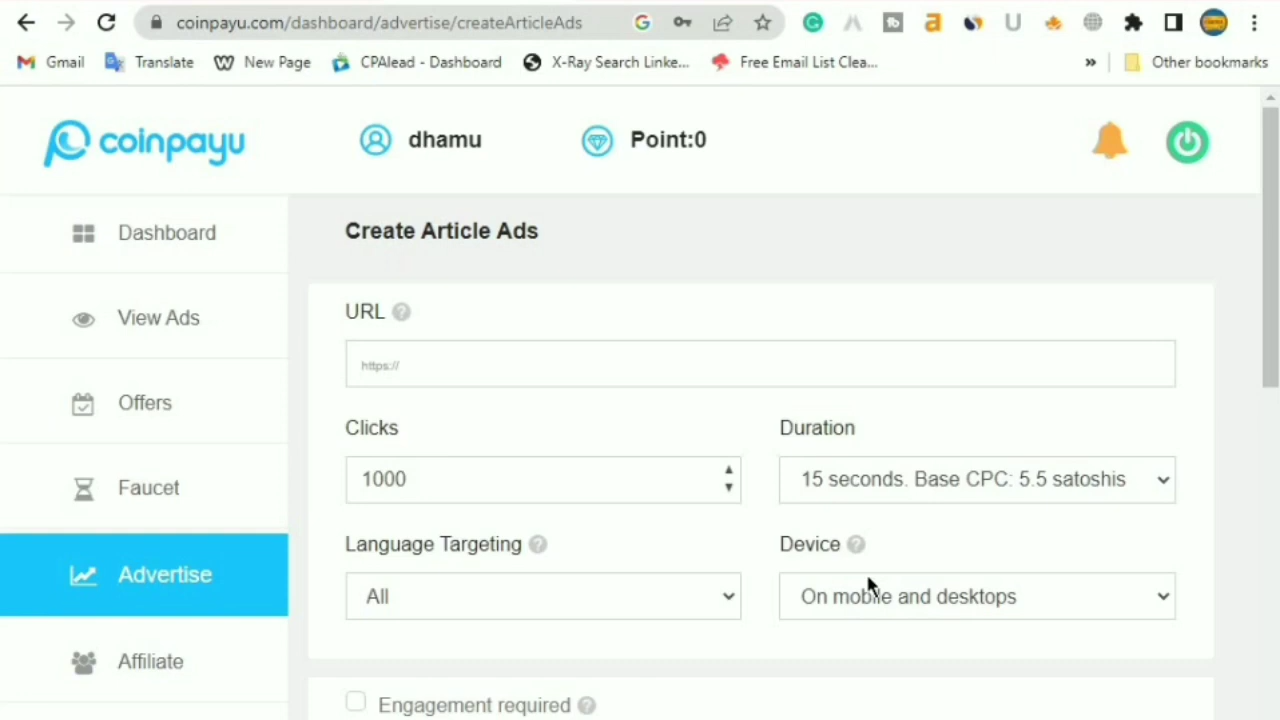 coinpayu.com/dashboard/advertise/createArticleAds
Gmail Translate New Page CPAlead - Dashboard X-Ray Search Linke... Free Email List Clea... » Other bookmarks
coinpayu dhamu Point:0
Dashboard
View Ads
Offers
Faucet
Advertise
Affiliate
Create Article Ads
URL ?
https://
Clicks Duration
1000 15 seconds. Base CPC: 5.5 satoshis
Language Targeting ? Device ?
All On mobile and desktops
Engagement required ?